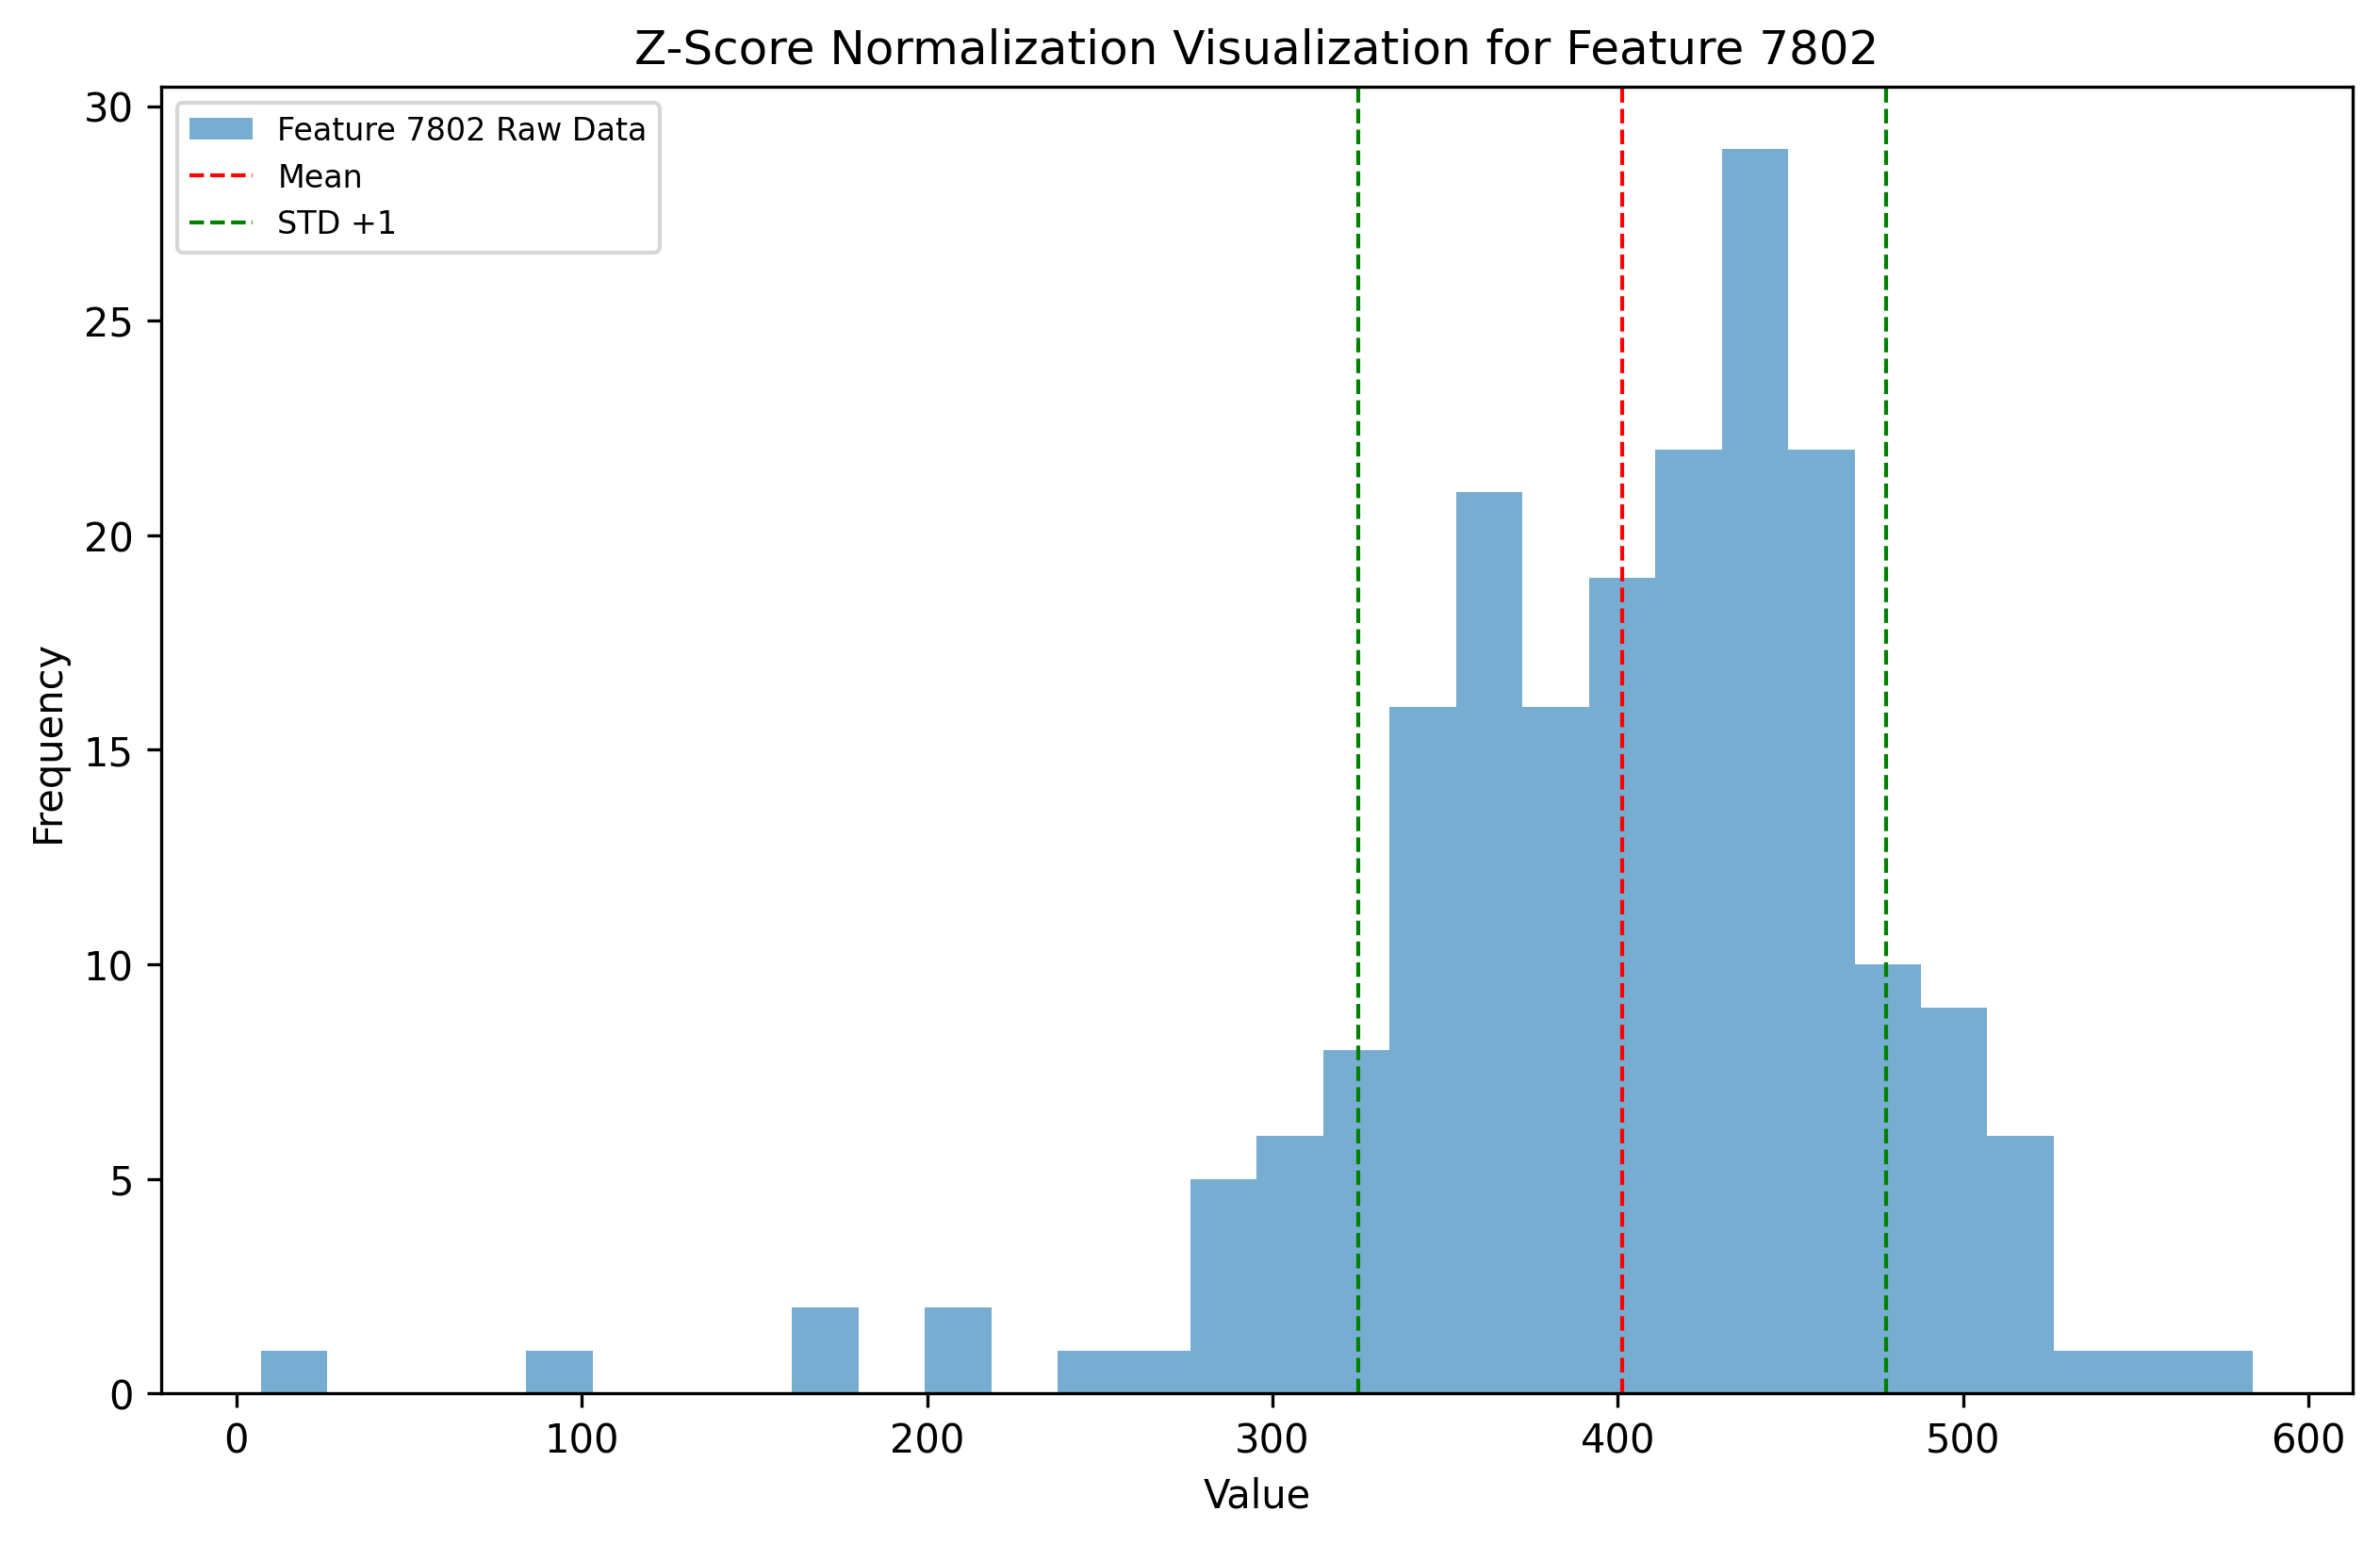 Z-Score Normalization Visualization for Feature 7802
Feature 7802 Raw Data
Mean
STD +1
30
25
20
15
10
5
0
Frequency
0 100 200 300 400 500 600
Value